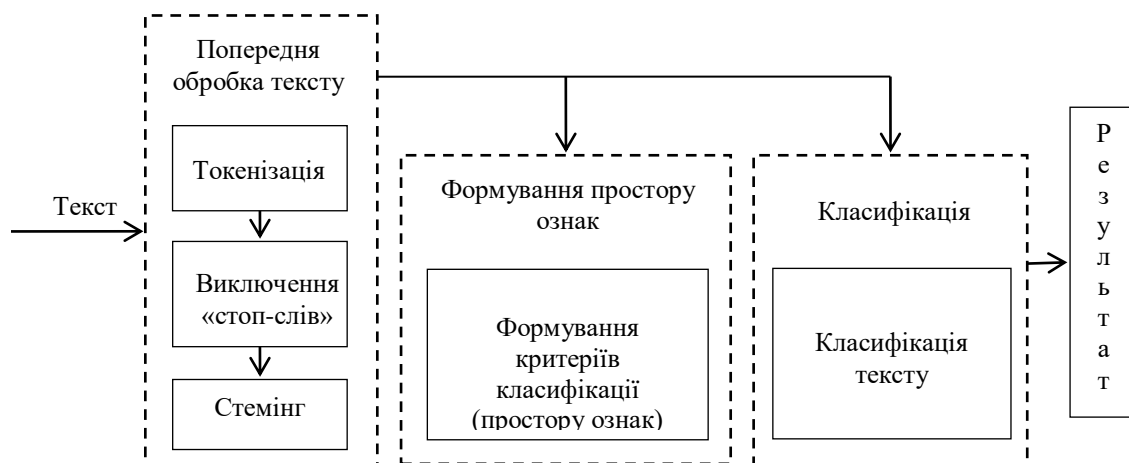 Попередня
обробка тексту
Токенізація
Текст
Виключення
«стоп-слів»
Стемінг
Формування простору
ознак
Формування
критеріїв
класифікації
(простору ознак)
Класифікація
Класифікація
тексту
Р
е
з
у
л
ь
т
а
т